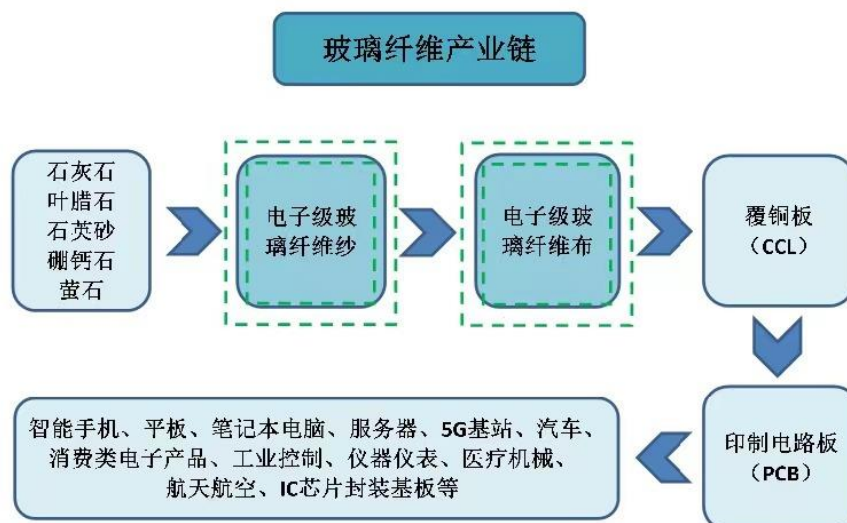 玻璃纤维产业链
石灰石
叶腊石
石英砂
硼钙石
萤石
电子级玻
璃纤维纱
电子级玻
璃纤维布
覆铜板
（CCL）
印制电路板
（PCB）
智能手机、平板、笔记本电脑、服务器、5G基站、汽车、
消费类电子产品、工业控制、仪器仪表、医疗机械、
航天航空、IC芯片封装基板等